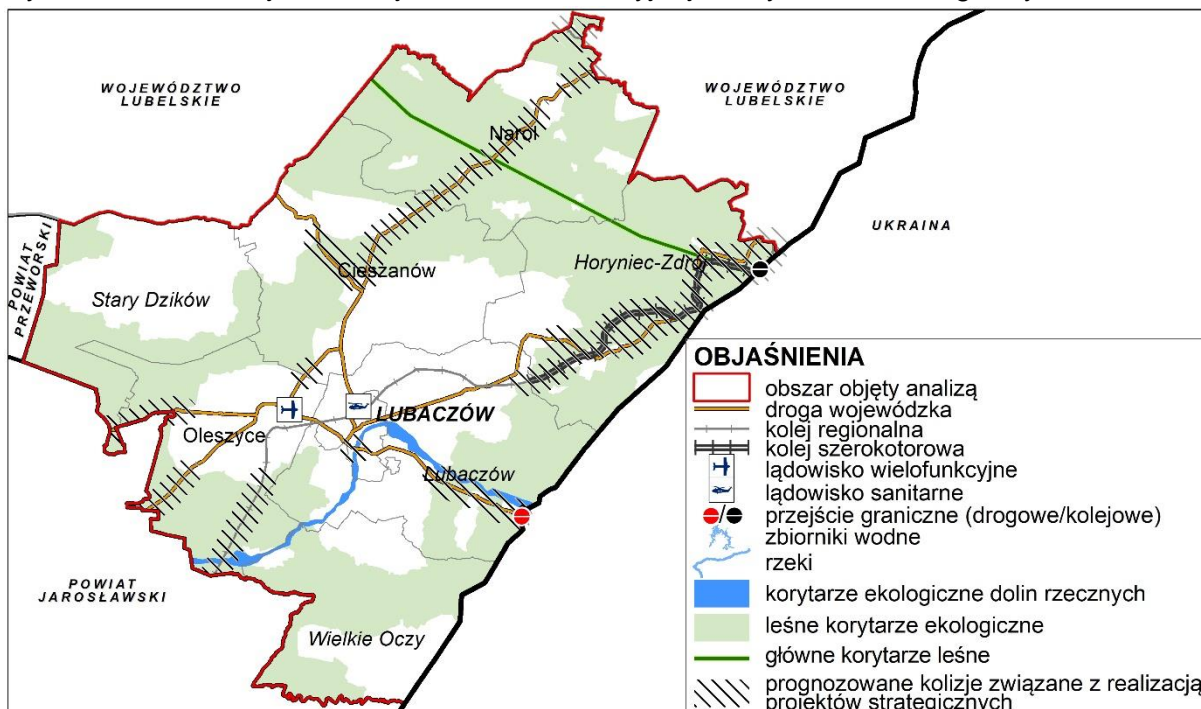 WOJEWÓDZTWO
LUBELSKIE
WOJEWÓDZTWO
LUBELSKIE
Narol
UKRAINA
POWIAT
PRZEWORSKI
Stary Dzików
Cieszanów
Horyniec-Zdrój
Oleszyce
LUBACZÓW
Lubaczów
POWIAT
JAROSŁAWSKI
Wielkie Oczy
OBJAŚNIENIA
obszar objęty analizą
droga wojewódzka
kolej regionalna
kolej szerokotorowa
lądowisko wielofunkcyjne
lądowisko sanitarne
przejście graniczne (drogowe/kolejowe)
zbiorniki wodne
rzeki
korytarze ekologiczne dolin rzecznych
leśne korytarze ekologiczne
główne korytarze leśne
prognozowane kolizje związane z realizacją
projektów strategicznych